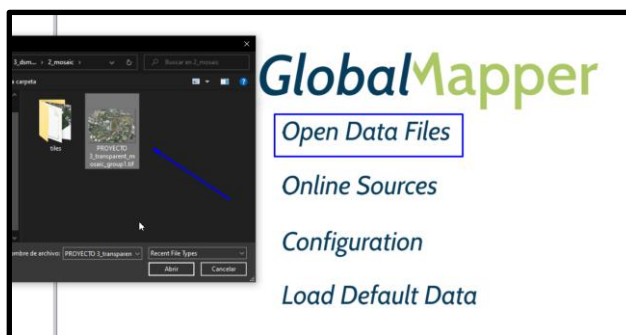 3_dsm... > 2_mosaic >
Buscar en 2_mosaic
a carpeta
tiles
PROYECTO
3_transparent_m
osaic_group1.tif
ombre de archivo: PROYECTO 3_transparen
Recent File Types
Abrir
Cancelar
GlobalMapper
Open Data Files
Online Sources
Configuration
Load Default Data